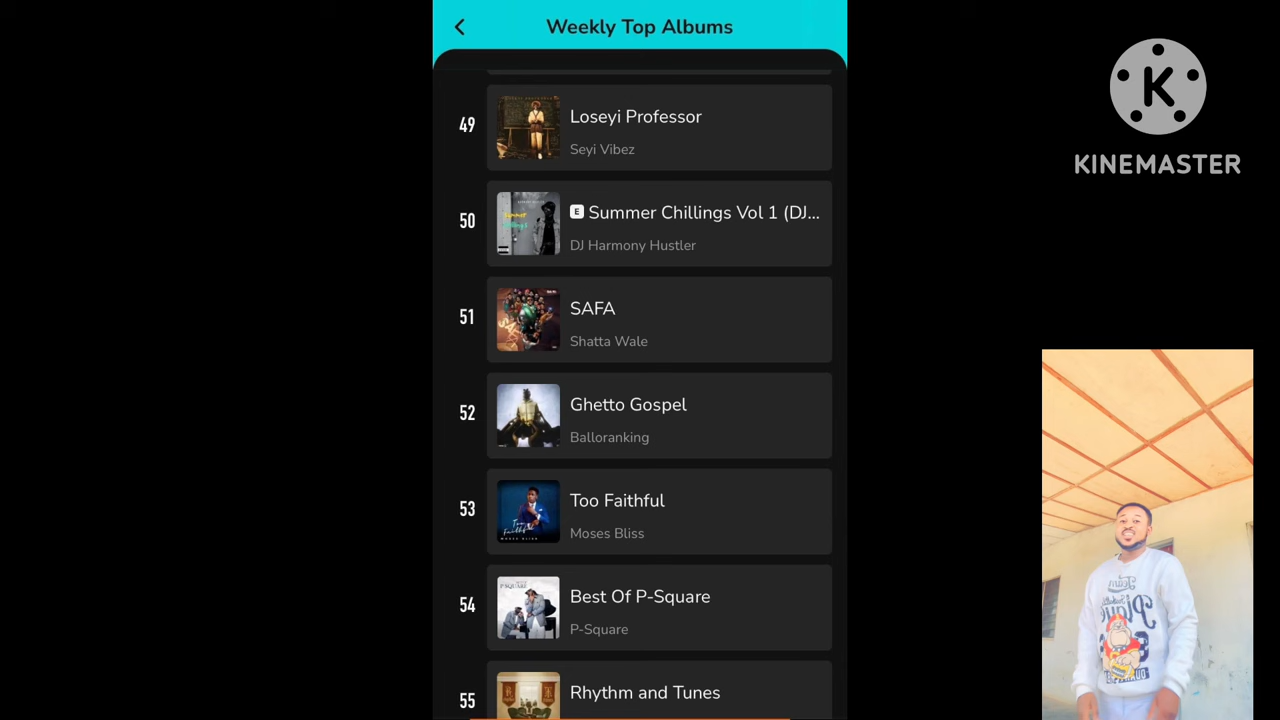 Weekly Top Albums
49
Loseyi Professor
Seyi Vibez
50
E Summer Chillings Vol 1 (DJ...
DJ Harmony Hustler
51
SAFA
Shatta Wale
52
Ghetto Gospel
Balloranking
53
Too Faithful
Moses Bliss
54
Best Of P-Square
P-Square
55
Rhythm and Tunes
K
KINEMASTER